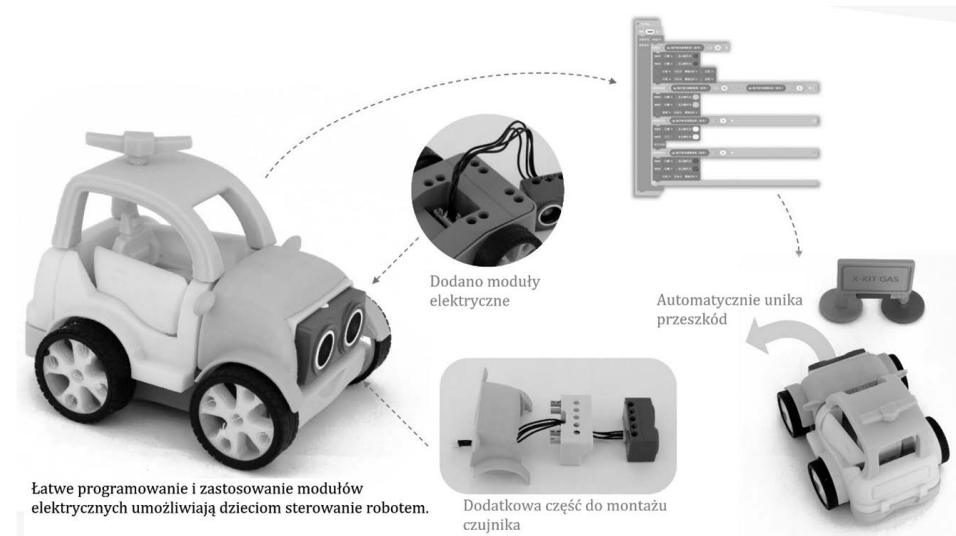 Dodano moduły
elektryczne
Automatycznie unika
przeszkód
X-KIT:GAS
Łatwe programowanie i zastosowanie modułów
elektrycznych umożliwiają dzieciom sterowanie robotem.
Dodatkowa część do montażu
czujnika